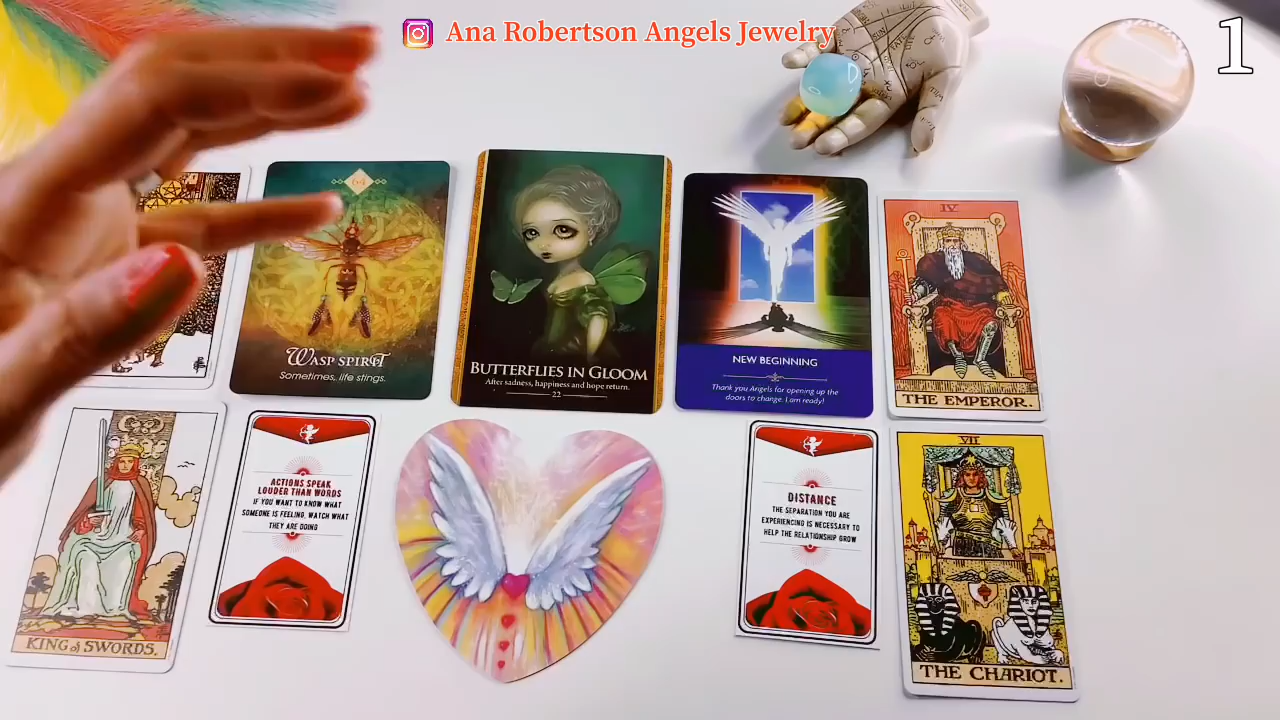 Ana Robertson Angels Jewelry
1
64
WASP SPIRIT
Sometimes, life stings.
BUTTERFLIES IN GLOOM
After sadness, happiness and hope return.
22
NEW BEGINNING
Thank you Angels for opening up the
doors to change. I am ready!
IV
THE EMPEROR.
KING of SWORDS.
ACTIONS SPEAK
LOUDER THAN WORDS
IF YOU WANT TO KNOW WHAT
SOMEONE IS FEELING, WATCH WHAT
THEY ARE DOING
DISTANCE
THE SEPARATION YOU ARE
EXPERIENCING IS NECESSARY TO
HELP THE RELATIONSHIP GROW
VII
THE CHARIOT.